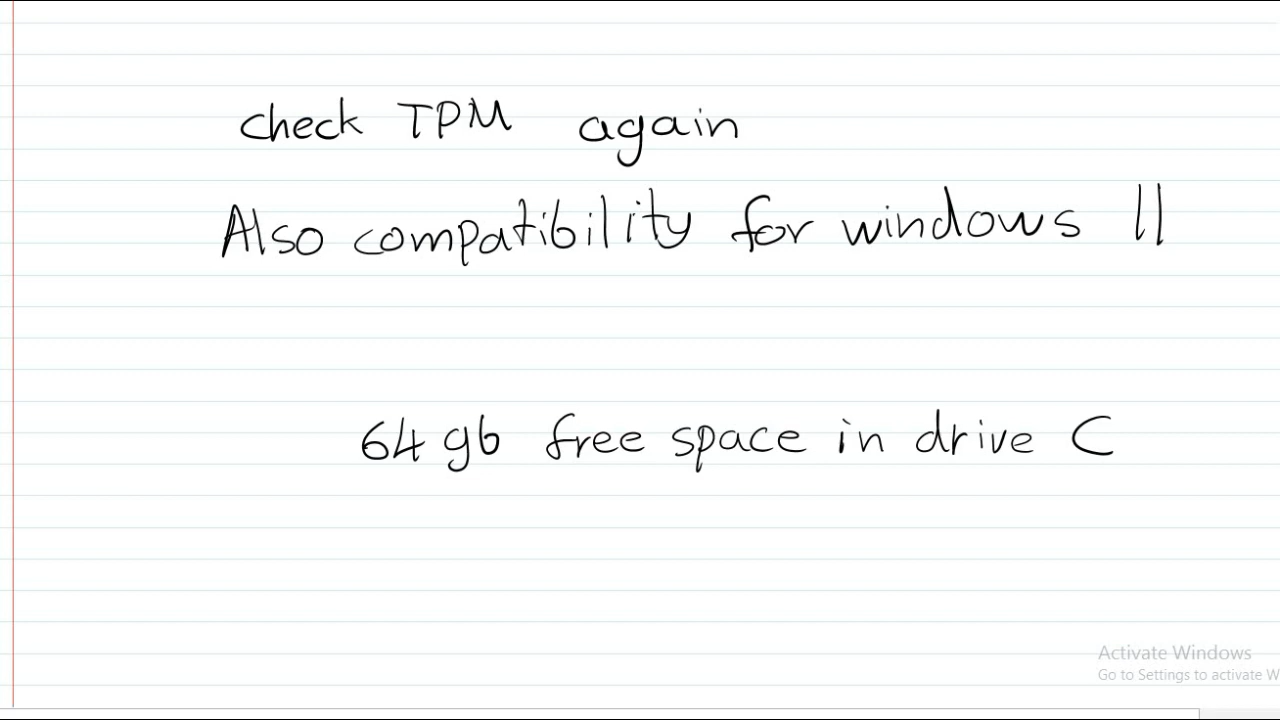 check TPM again
Also compatibility for windows 11
64 gb free space in drive C
Activate Windows
Go to Settings to activate W